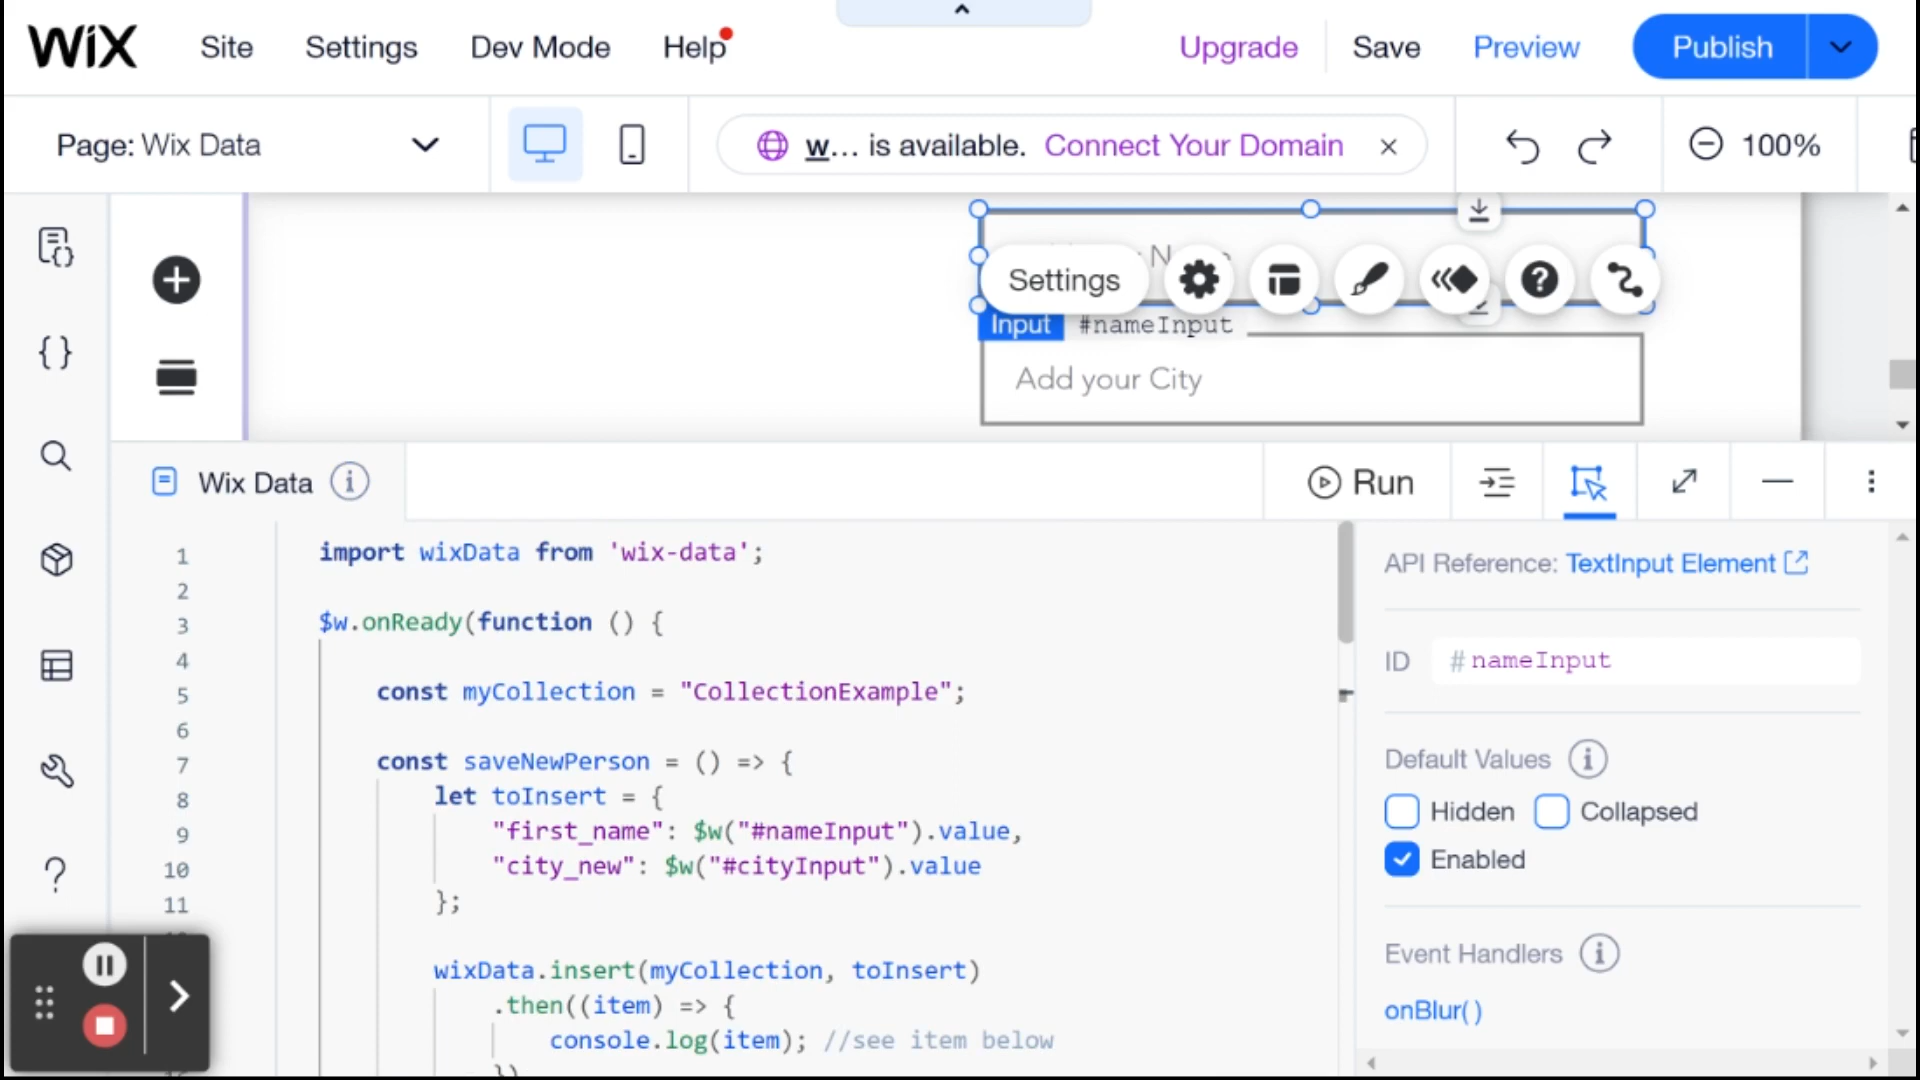 WiX Site Settings Dev Mode Help Upgrade Save Preview Publish
Page: Wix Data w... is available. Connect Your Domain × 100%
Settings
Input #nameInput
Add your City
Wix Data Run
1 import wixData from 'wix-data';
2
3 $w.onReady(function () {
4
5 const myCollection = "CollectionExample";
6
7 const saveNewPerson = () => {
8 let toInsert = {
9 "first_name": $w("#nameInput").value,
10 "city_new": $w("#cityInput").value
11 };
wixData.insert(myCollection, toInsert)
.then((item) => {
console.log(item); //see item below
})
API Reference: TextInput Element
ID # nameInput
Default Values
Hidden Collapsed
Enabled
Event Handlers
onBlur()